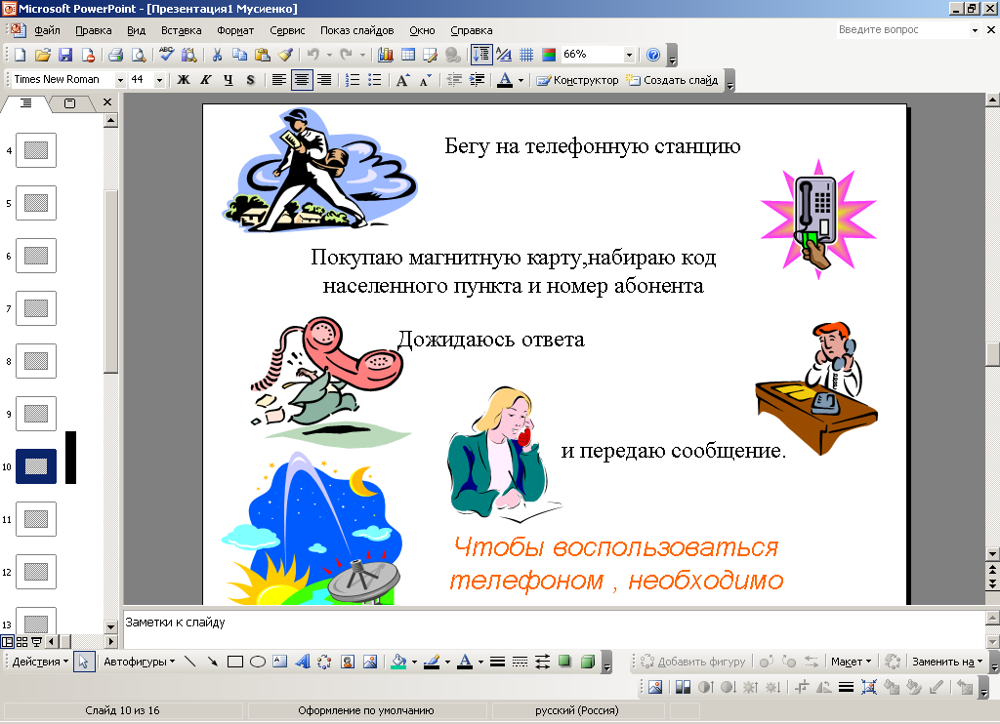 Microsoft PowerPoint - [Презентация1 Мусиенко]
Файл Правка Вид Вставка Формат Сервис Показ слайдов Окно Справка Введите вопрос
66%
Times New Roman 44 Ж К Ч S Конструктор Создать слайд
4
5
6
7
8
9
10
11
12
13
Бегу на телефонную станцию
Покупаю магнитную карту,набираю код
населенного пункта и номер абонента
Дожидаюсь ответа
и передаю сообщение.
Чтобы воспользоваться
телефоном , необходимо
Заметки к слайду
Действия Автофигуры Добавить фигуру Макет Заменить на
Слайд 10 из 16 Оформление по умолчанию русский (Россия)